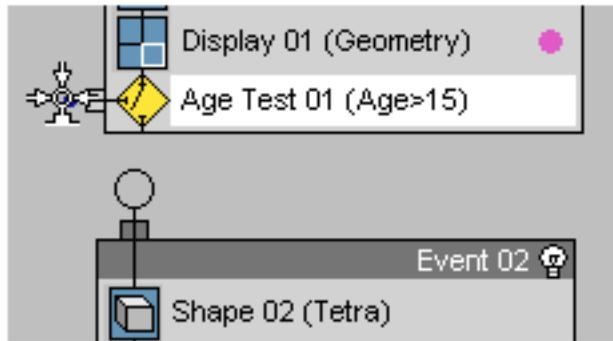 Display 01 (Geometry)
Age Test 01 (Age>15)
Event 02
Shape 02 (Tetra)